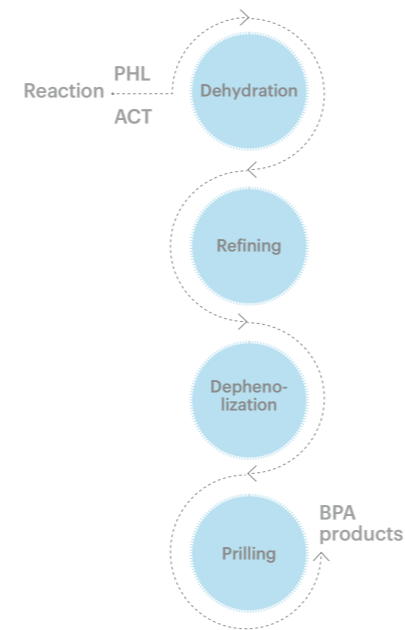 PHL
Reaction
ACT
Dehydration
Refining
Depheno-
lization
BPA
products
Prilling